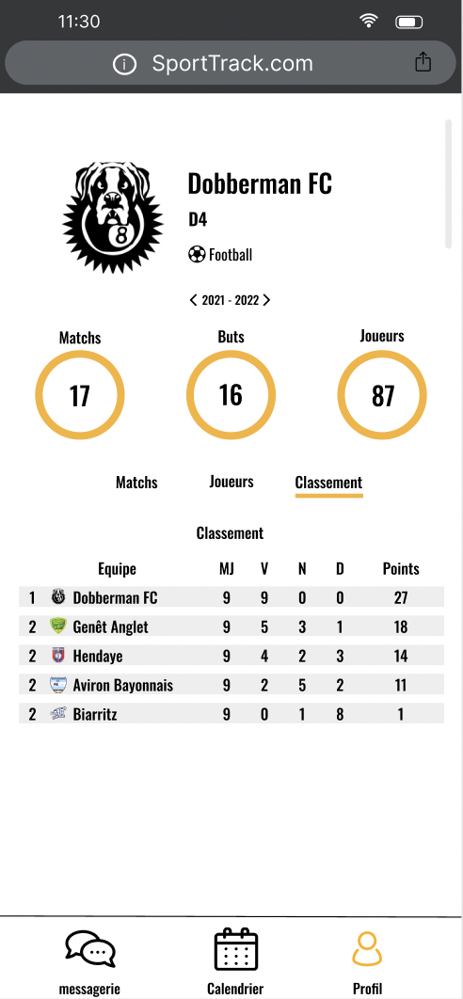 11:30
SportTrack.com
Dobberman FC
D4
Football
2021 - 2022
Matchs Buts Joueurs
17 16 87
Matchs Joueurs Classement
Classement
Equipe MJ V N D Points
1 Dobberman FC 9 9 0 0 27
2 Genêt Anglet 9 5 3 1 18
2 Hendaye 9 4 2 3 14
2 Aviron Bayonnais 9 2 5 2 11
2 Biarritz 9 0 1 8 1
messagerie Calendrier Profil